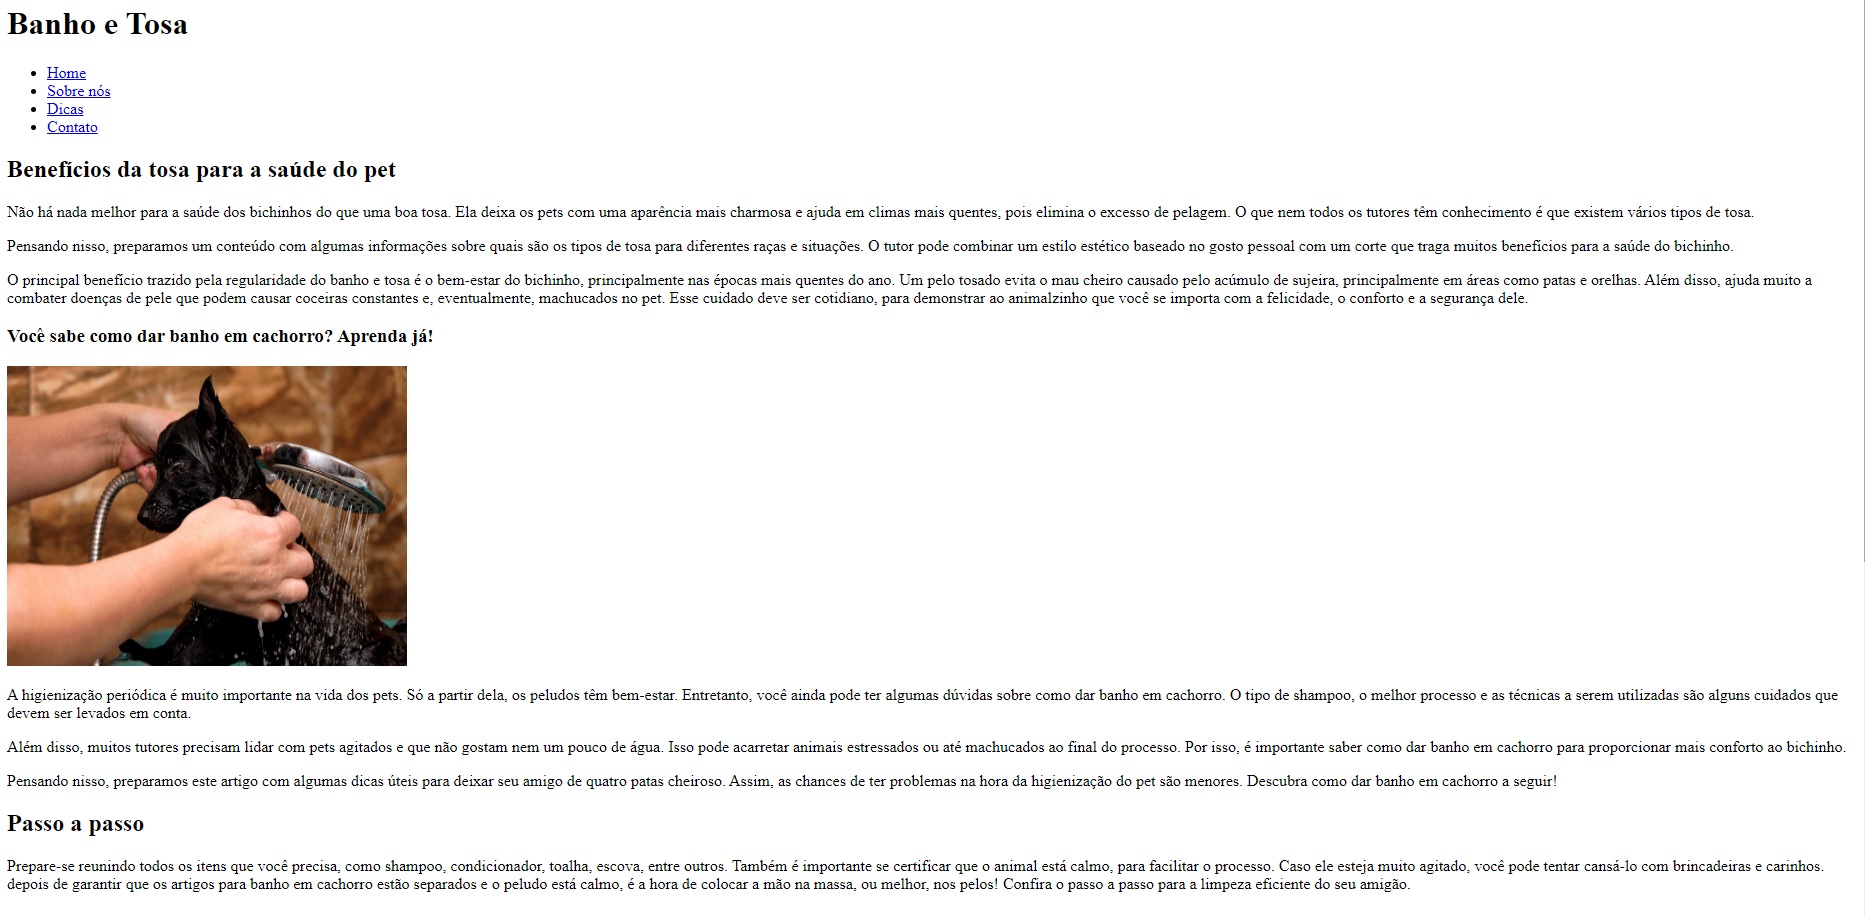 Banho e Tosa
Home
Sobre nós
Dicas
Contato
Benefícios da tosa para a saúde do pet
Não há nada melhor para a saúde dos bichinhos do que uma boa tosa. Ela deixa os pets com uma aparência mais charmosa e ajuda em climas mais quentes, pois elimina o excesso de pelagem. O que nem todos os tutores têm conhecimento é que existem vários tipos de tosa.
Pensando nisso, preparamos um conteúdo com algumas informações sobre quais são os tipos de tosa para diferentes raças e situações. O tutor pode combinar um estilo estético baseado no gosto pessoal com um corte que traga muitos benefícios para a saúde do bichinho.
O principal benefício trazido pela regularidade do banho e tosa é o bem-estar do bichinho, principalmente nas épocas mais quentes do ano. Um pelo tosado evita o mau cheiro causado pelo acúmulo de sujeira, principalmente em áreas como patas e orelhas. Além disso, ajuda muito a
combater doenças de pele que podem causar coceiras constantes e, eventualmente, machucados no pet. Esse cuidado deve ser cotidiano, para demonstrar ao animalzinho que você se importa com a felicidade, o conforto e a segurança dele.
Você sabe como dar banho em cachorro? Aprenda já!
A higienização periódica é muito importante na vida dos pets. Só a partir dela, os peludos têm bem-estar. Entretanto, você ainda pode ter algumas dúvidas sobre como dar banho em cachorro. O tipo de shampoo, o melhor processo e as técnicas a serem utilizadas são alguns cuidados que
devem ser levados em conta.
Além disso, muitos tutores precisam lidar com pets agitados e que não gostam nem um pouco de água. Isso pode acarretar animais estressados ou até machucados ao final do processo. Por isso, é importante saber como dar banho em cachorro para proporcionar mais conforto ao bichinho.
Pensando nisso, preparamos este artigo com algumas dicas úteis para deixar seu amigo de quatro patas cheiroso. Assim, as chances de ter problemas na hora da higienização do pet são menores. Descubra como dar banho em cachorro a seguir!
Passo a passo
Prepare-se reunindo todos os itens que você precisa, como shampoo, condicionador, toalha, escova, entre outros. Também é importante se certificar que o animal está calmo, para facilitar o processo. Caso ele esteja muito agitado, você pode tentar cansá-lo com brincadeiras e carinhos.
depois de garantir que os artigos para banho em cachorro estão separados e o peludo está calmo, é a hora de colocar a mão na massa, ou melhor, nos pelos! Confira o passo a passo para a limpeza eficiente do seu amigão.